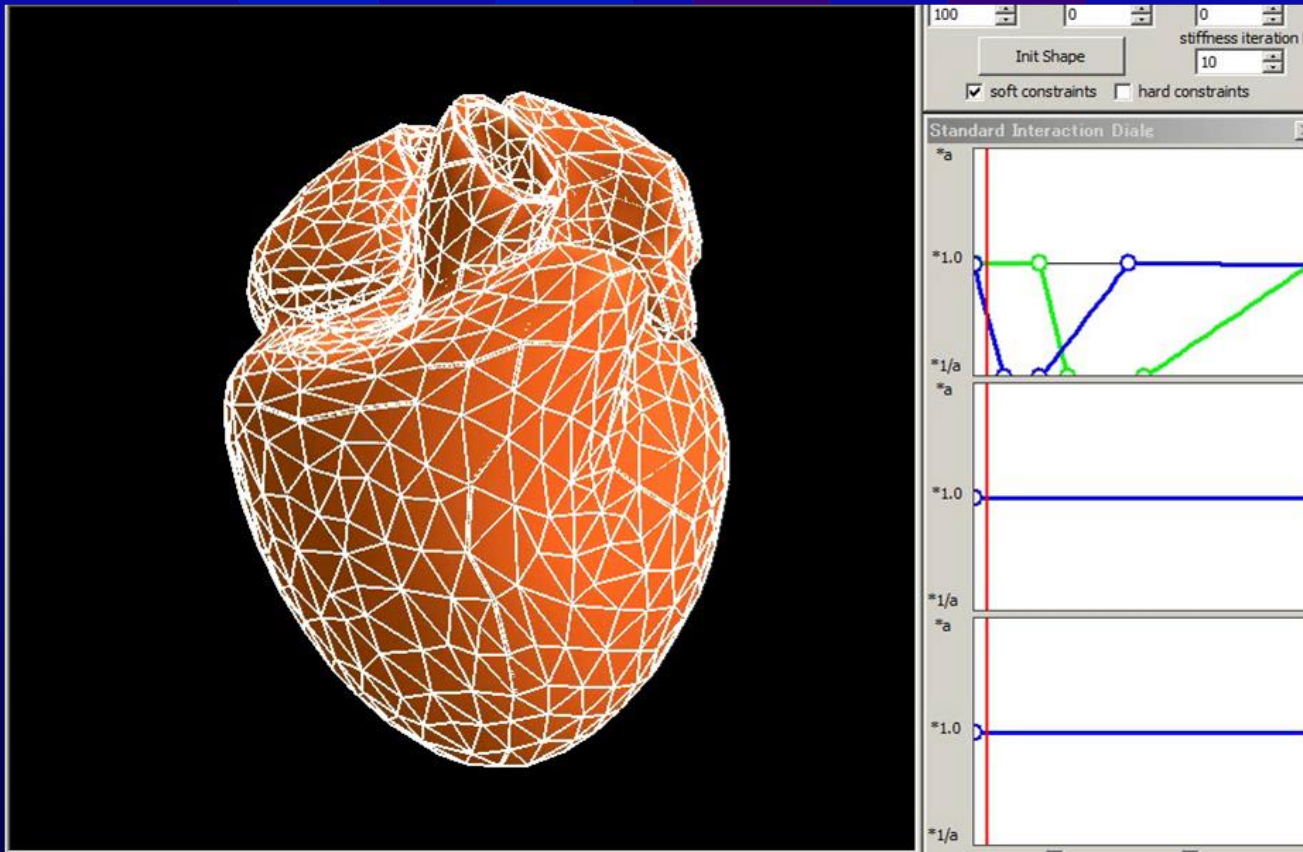 100 0 0
stiffness iteration
Init Shape
10
soft constraints hard constraints
Standard Interaction Dialg
*a
*1.0
*1/a
*a
*1.0
*1/a
*a
*1.0
*1/a